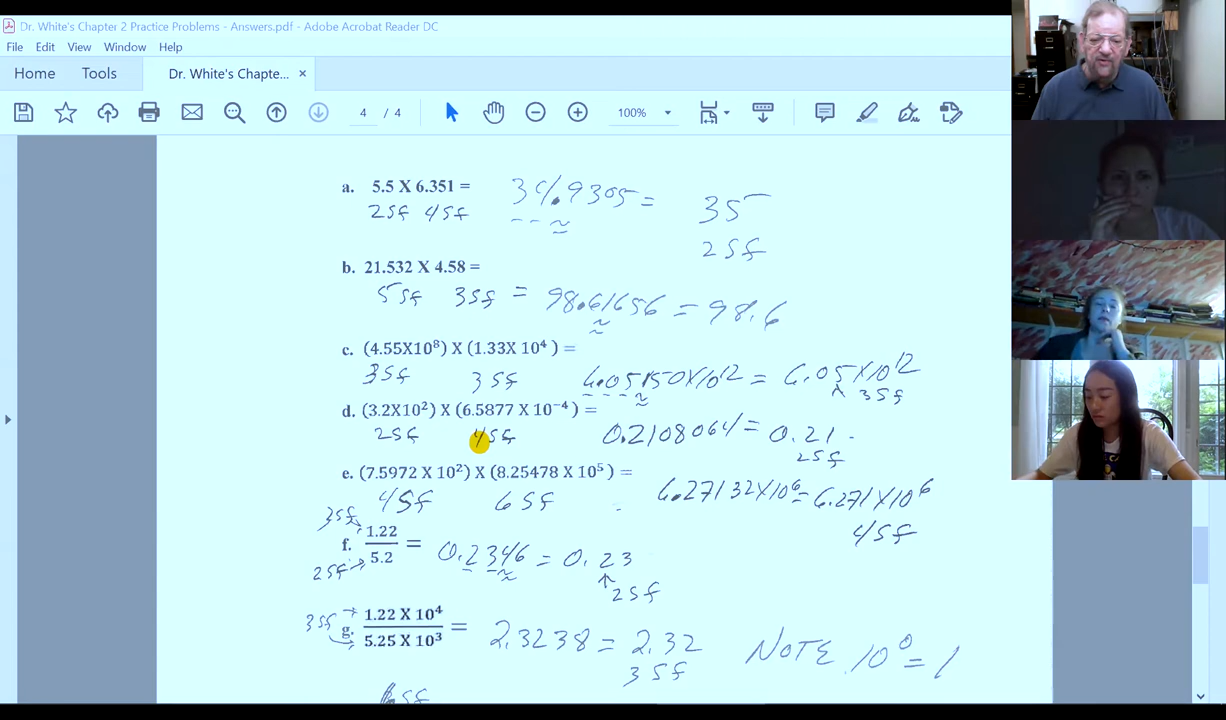 Dr. White's Chapter 2 Practice Problems - Answers.pdf - Adobe Acrobat Reader DC
File Edit View Window Help
Home Tools Dr. White's Chapte... ×
4 / 4 100%
a. 5.5 X 6.351 = 34.9305 = 35
2sf 4sf 2sf
b. 21.532 X 4.58 =
5sf 3sf = 98.61656 = 98.6
c. (4.55X10⁸) X (1.33X 10⁴ ) = 6.05150X10¹² = 6.05X10¹²
3sf 3sf 3sf
d. (3.2X10²) X (6.5877 X 10⁻⁴ ) = 0.2108064 = 0.21
2sf 4sf 2sf
e. (7.5972 X 10²) X (8.25478 X 10⁵ ) = 6.27132X10⁶ = 6.271X10⁶
4sf 6sf 4sf
3sf
f. 1.22 / 5.2 = 0.2346 = 0.23
2sf 2sf
3sf g. 1.22 X 10⁴ / 5.25 X 10³ = 2.3238 = 2.32 NOTE 10⁰ = 1
3sf